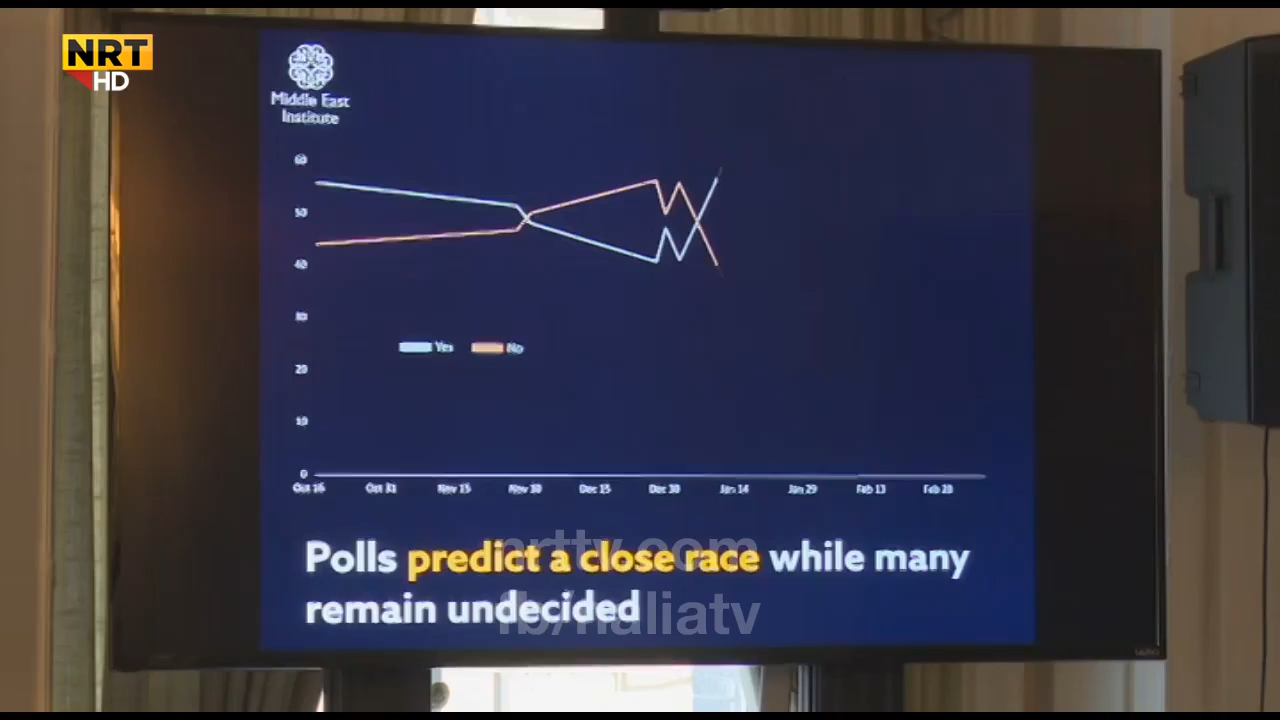 NRT
HD
Middle East
Institute
60
50
40
30
20
10
0
Yes
No
Oct 16
Oct 31
Nov 15
Nov 30
Dec 15
Dec 30
Jan 14
Jan 29
Feb 13
Feb 28
Polls predict a close race while many
remain undecided
nrttv.com
fb/naliatv